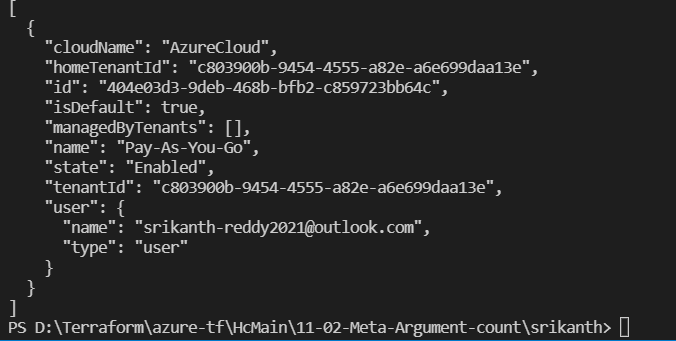 [
  {
    "cloudName": "AzureCloud",
    "homeTenantId": "c803900b-9454-4555-a82e-a6e699daa13e",
    "id": "404e03d3-9deb-468b-bfb2-c859723bb64c",
    "isDefault": true,
    "managedByTenants": [],
    "name": "Pay-As-You-Go",
    "state": "Enabled",
    "tenantId": "c803900b-9454-4555-a82e-a6e699daa13e",
    "user": {
      "name": "srikanth-reddy2021@outlook.com",
      "type": "user"
    }
  }
]
PS D:\Terraform\azure-tf\HcMain\11-02-Meta-Argument-count\srikanth>